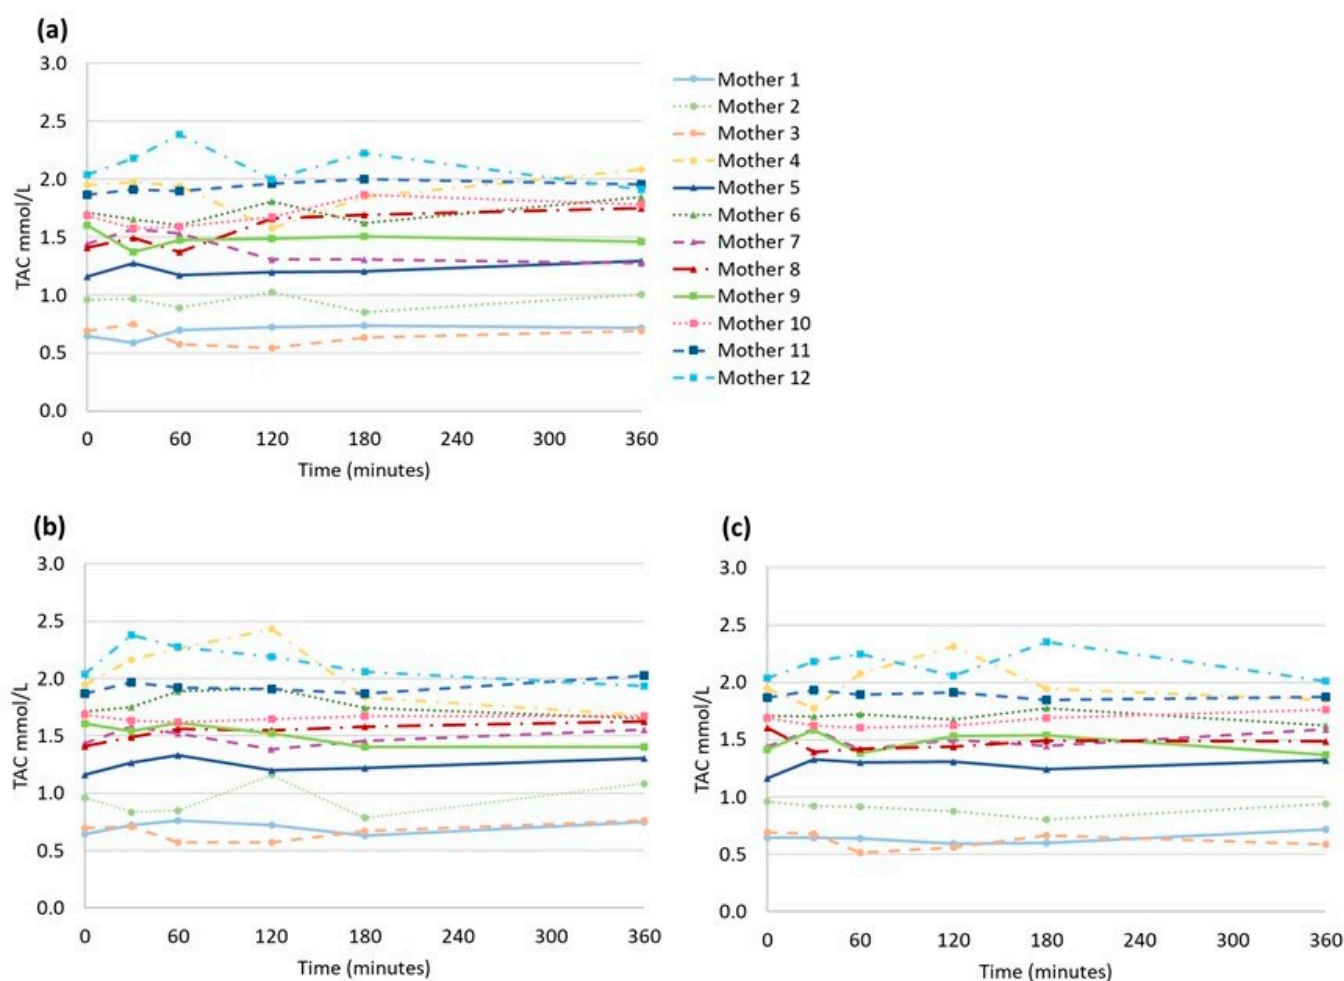 (a)
3.0
2.5
2.0
1.5
1.0
0.5
0.0
TAC mmol/L
0 60 120 180 240 300 360
Time (minutes)
Mother 1
Mother 2
Mother 3
Mother 4
Mother 5
Mother 6
Mother 7
Mother 8
Mother 9
Mother 10
Mother 11
Mother 12
(b)
3.0
2.5
2.0
1.5
1.0
0.5
0.0
TAC mmol/L
0 60 120 180 240 300 360
Time (minutes)
(c)
3.0
2.5
2.0
1.5
1.0
0.5
0.0
TAC mmol/L
0 60 120 180 240 300 360
Time (minutes)